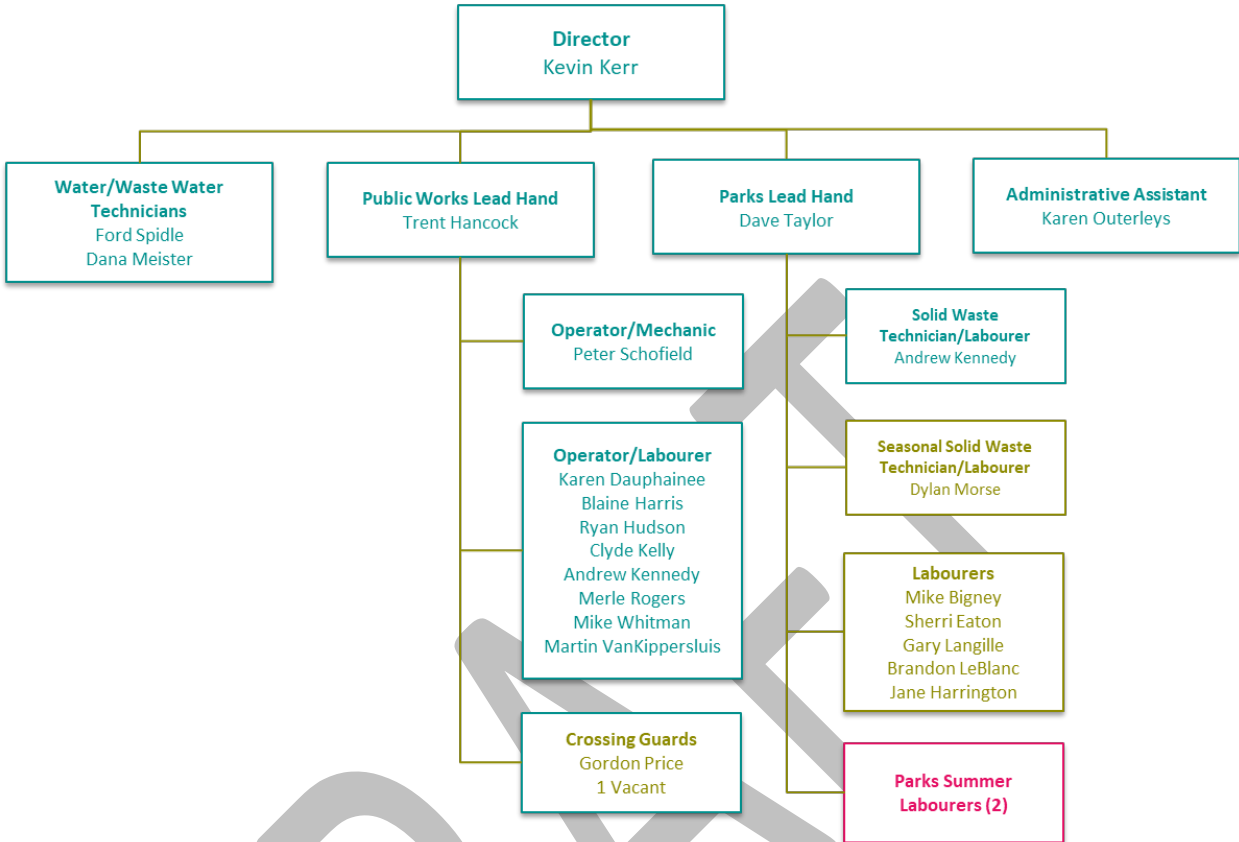 Director
Kevin Kerr
Water/Waste Water
Technicians
Ford Spidle
Dana Meister
Public Works Lead Hand
Trent Hancock
Parks Lead Hand
Dave Taylor
Administrative Assistant
Karen Outerleys
Operator/Mechanic
Peter Schofield
Operator/Labourer
Karen Dauphainee
Blaine Harris
Ryan Hudson
Clyde Kelly
Andrew Kennedy
Merle Rogers
Mike Whitman
Martin VanKippersluis
Crossing Guards
Gordon Price
1 Vacant
Solid Waste
Technician/Labourer
Andrew Kennedy
Seasonal Solid Waste
Technician/Labourer
Dylan Morse
Labourers
Mike Bigney
Sherri Eaton
Gary Langille
Brandon LeBlanc
Jane Harrington
Parks Summer
Labourers (2)